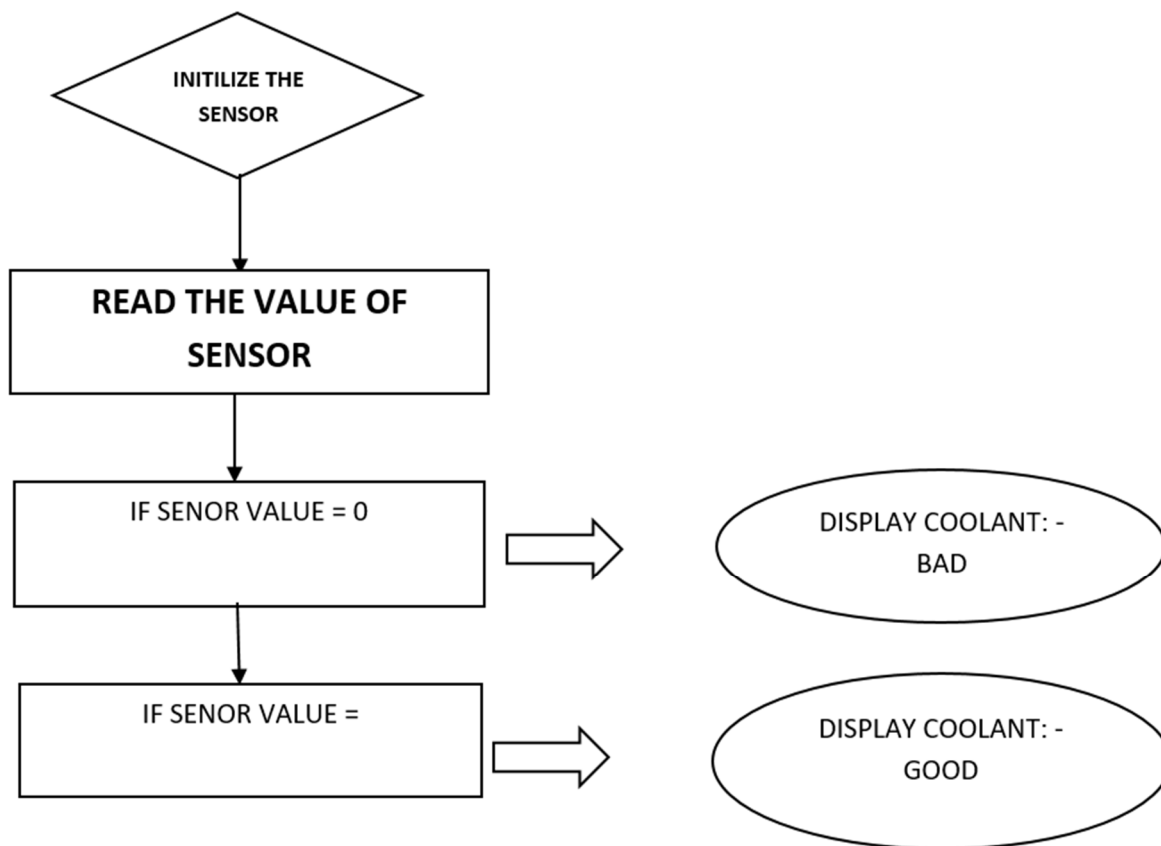 INITILIZE THE
SENSOR
READ THE VALUE OF
SENSOR
IF SENOR VALUE = 0
DISPLAY COOLANT: -
BAD
IF SENOR VALUE =
DISPLAY COOLANT: -
GOOD